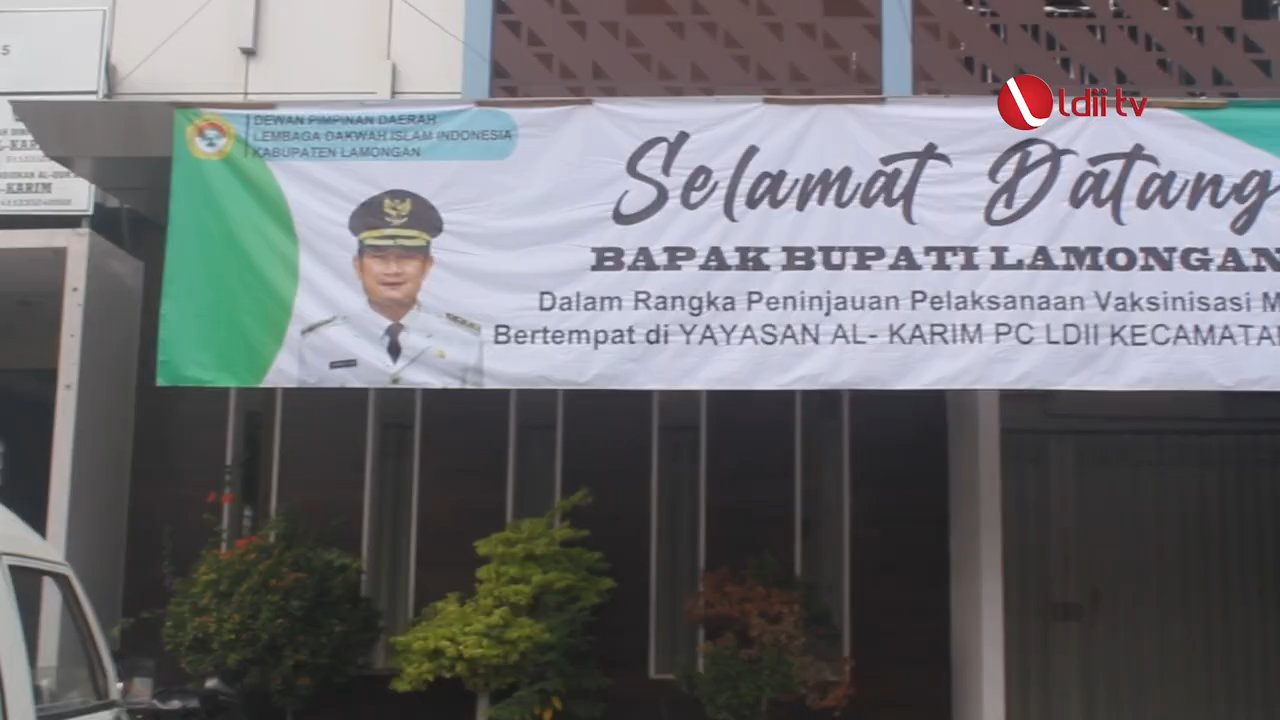 Ldii tv
DEWAN PIMPINAN DAERAH
LEMBAGA DAKWAH ISLAM INDONESIA
KABUPATEN LAMONGAN
Selamat Datang
BAPAK BUPATI LAMONGAN
Dalam Rangka Peninjauan Pelaksanaan Vaksinisasi M
Bertempat di YAYASAN AL- KARIM PC LDII KECAMATAN
-KARIM